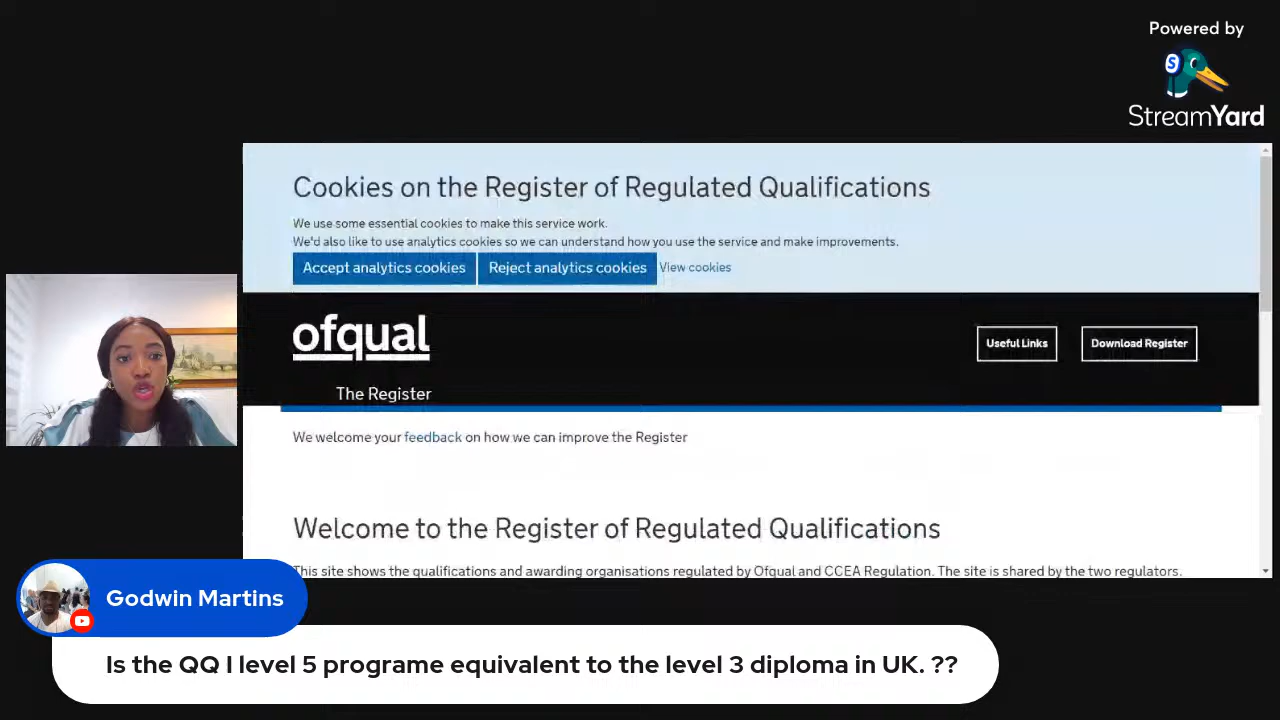 Powered by
StreamYard
Cookies on the Register of Regulated Qualifications
We use some essential cookies to make this service work.
We'd also like to use analytics cookies so we can understand how you use the service and make improvements.
Accept analytics cookies Reject analytics cookies View cookies
ofqual
Useful Links Download Register
The Register
We welcome your feedback on how we can improve the Register
Welcome to the Register of Regulated Qualifications
This site shows the qualifications and awarding organisations regulated by Ofqual and CCEA Regulation. The site is shared by the two regulators.
Godwin Martins
Is the QQ I level 5 programe equivalent to the level 3 diploma in UK. ??